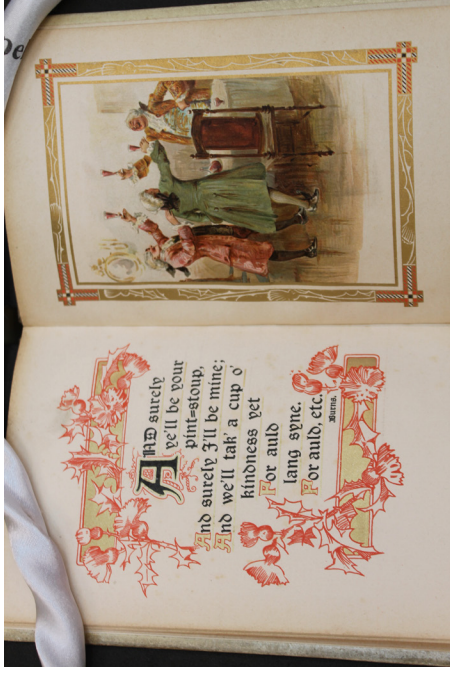 AND surely
ye'll be your
pint=stoup,
And surely I'll be mine;
And we'll tak' a cup o'
kindness yet
For auld
lang syne.
For auld, etc.
Burns.
De